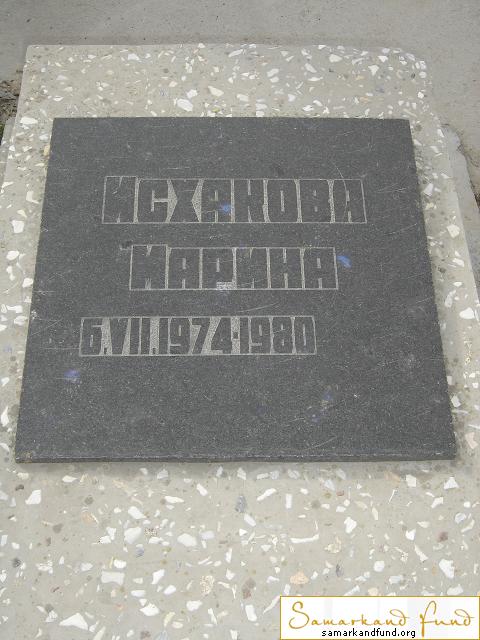 ИСХАКОВА
МАРИНА
6.VII.1974-1980
Samarkand fund
samarkandfund.org